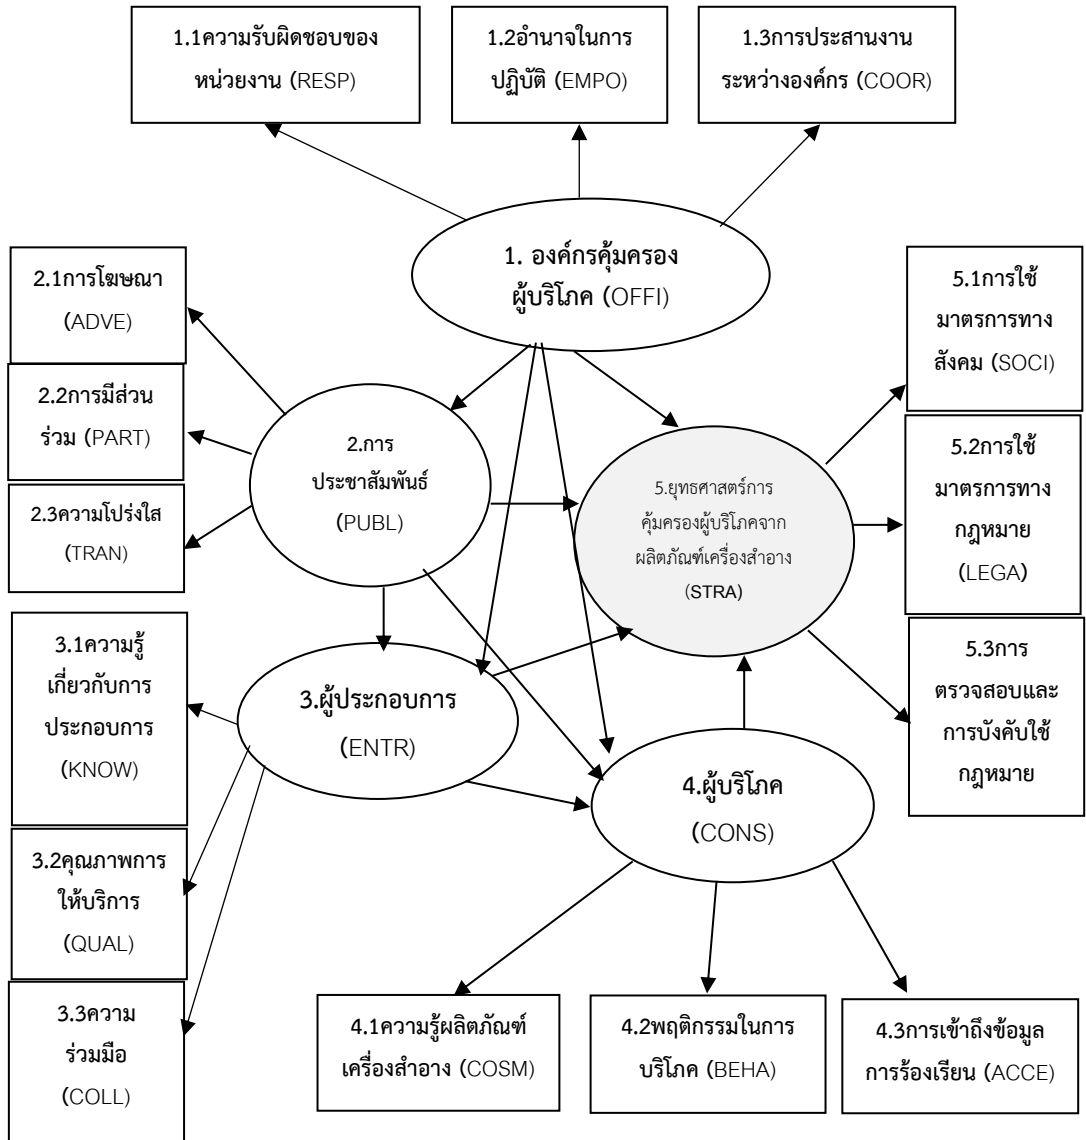 1.1ความรับผิดชอบของ
หน่วยงาน (RESP)
1.2อำนาจในการ
ปฏิบัติ (EMPO)
1.3การประสานงาน
ระหว่างองค์กร (COOR)
1. องค์กรคุ้มครอง
ผู้บริโภค (OFFI)
2.1การโฆษณา
(ADVE)
2.2การมีส่วน
ร่วม (PART)
2.3ความโปร่งใส
(TRAN)
2.การ
ประชาสัมพันธ์
(PUBL)
5.ยุทธศาสตร์การ
คุ้มครองผู้บริโภคจาก
ผลิตภัณฑ์เครื่องสำอาง
(STRA)
5.1การใช้
มาตรการทาง
สังคม (SOCI)
5.2การใช้
มาตรการทาง
กฎหมาย
(LEGA)
5.3การ
ตรวจสอบและ
การบังคับใช้
กฎหมาย
3.1ความรู้
เกี่ยวกับการ
ประกอบการ
(KNOW)
3.2คุณภาพการ
ให้บริการ
(QUAL)
3.3ความ
ร่วมมือ
(COLL)
3.ผู้ประกอบการ
(ENTR)
4.ผู้บริโภค
(CONS)
4.1ความรู้ผลิตภัณฑ์
เครื่องสำอาง (COSM)
4.2พฤติกรรมในการ
บริโภค (BEHA)
4.3การเข้าถึงข้อมูล
การร้องเรียน (ACCE)